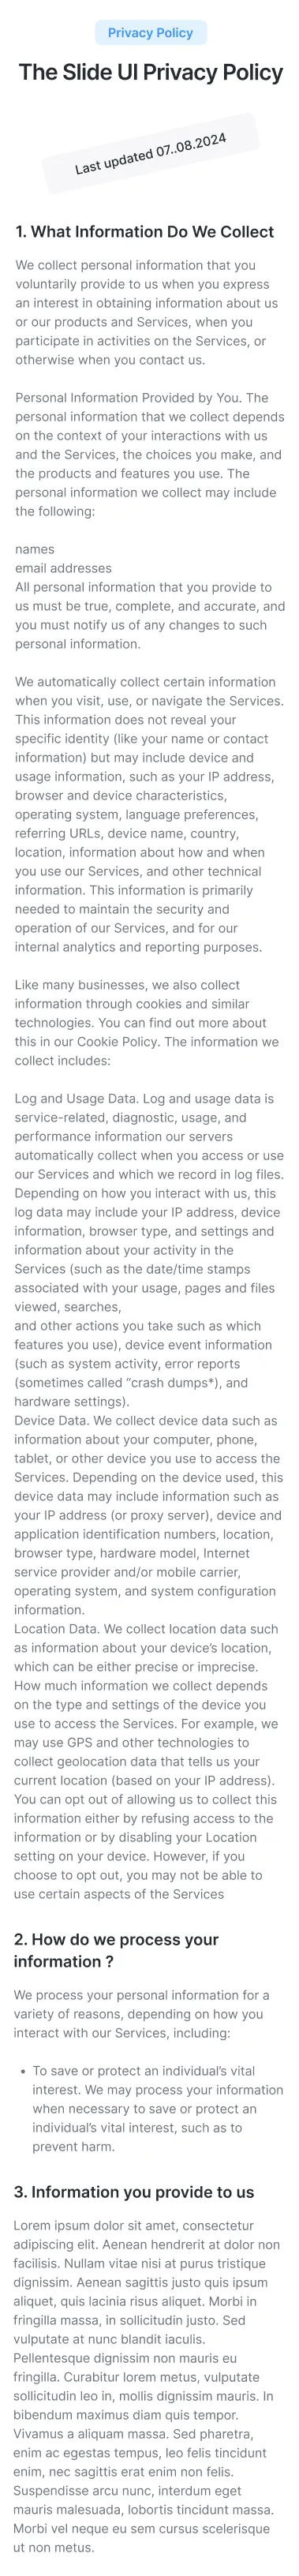 Privacy Policy
The Slide UI Privacy Policy
Last updated 07..08.2024
1. What Information Do We Collect
We collect personal information that you
voluntarily provide to us when you express
an interest in obtaining information about us
or our products and Services, when you
participate in activities on the Services, or
otherwise when you contact us.
Personal Information Provided by You. The
personal information that we collect depends
on the context of your interactions with us
and the Services, the choices you make, and
the products and features you use. The
personal information we collect may include
the following:
names
email addresses
All personal information that you provide to
us must be true, complete, and accurate, and
you must notify us of any changes to such
personal information.
We automatically collect certain information
when you visit, use, or navigate the Services.
This information does not reveal your
specific identity (like your name or contact
information) but may include device and
usage information, such as your IP address,
browser and device characteristics,
operating system, language preferences,
referring URLs, device name, country,
location, information about how and when
you use our Services, and other technical
information. This information is primarily
needed to maintain the security and
operation of our Services, and for our
internal analytics and reporting purposes.
Like many businesses, we also collect
information through cookies and similar
technologies. You can find out more about
this in our Cookie Policy. The information we
collect includes:
Log and Usage Data. Log and usage data is
service-related, diagnostic, usage, and
performance information our servers
automatically collect when you access or use
our Services and which we record in log files.
Depending on how you interact with us, this
log data may include your IP address, device
information, browser type, and settings and
information about your activity in the
Services (such as the date/time stamps
associated with your usage, pages and files
viewed, searches,
and other actions you take such as which
features you use), device event information
(such as system activity, error reports
(sometimes called “crash dumps*), and
hardware settings).
Device Data. We collect device data such as
information about your computer, phone,
tablet, or other device you use to access the
Services. Depending on the device used, this
device data may include information such as
your IP address (or proxy server), device and
application identification numbers, location,
browser type, hardware model, Internet
service provider and/or mobile carrier,
operating system, and system configuration
information.
Location Data. We collect location data such
as information about your device’s location,
which can be either precise or imprecise.
How much information we collect depends
on the type and settings of the device you
use to access the Services. For example, we
may use GPS and other technologies to
collect geolocation data that tells us your
current location (based on your IP address).
You can opt out of allowing us to collect this
information either by refusing access to the
information or by disabling your Location
setting on your device. However, if you
choose to opt out, you may not be able to
use certain aspects of the Services
2. How do we process your
information ?
We process your personal information for a
variety of reasons, depending on how you
interact with our Services, including:
• To save or protect an individual’s vital
interest. We may process your information
when necessary to save or protect an
individual’s vital interest, such as to
prevent harm.
3. Information you provide to us
Lorem ipsum dolor sit amet, consectetur
adipiscing elit. Aenean hendrerit at dolor non
facilisis. Nullam vitae nisi at purus tristique
dignissim. Aenean sagittis justo quis ipsum
aliquet, quis lacinia risus aliquet. Morbi in
fringilla massa, in sollicitudin justo. Sed
vulputate at nunc blandit iaculis.
Pellentesque dignissim non mauris eu
fringilla. Curabitur lorem metus, vulputate
sollicitudin leo in, mollis dignissim mauris. In
bibendum maximus diam quis tempor.
Vivamus a aliquam massa. Sed pharetra,
enim ac egestas tempus, leo felis tincidunt
enim, nec sagittis erat enim non felis.
Suspendisse arcu nunc, interdum eget
mauris malesuada, lobortis tincidunt massa.
Morbi vel neque eu sem cursus scelerisque
ut non metus.